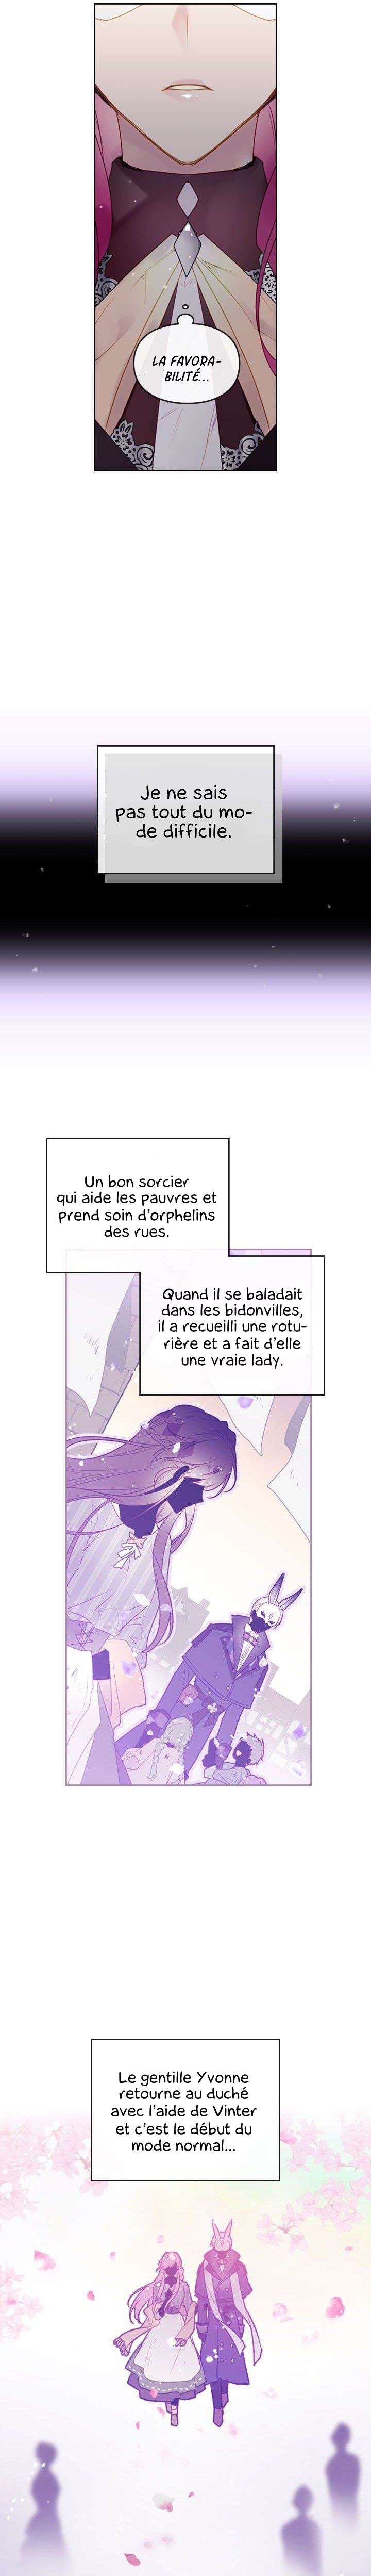 LA FAVORA-
BILITÉ...
Je ne sais
pas tout du mo-
de difficile.
Un bon sorcier
qui aide les pauvres et
prend soin d'orphelins
des rues.
Quand il se baladait
dans les bidonvilles,
il a recueilli une rotu-
rière et a fait d'elle
une vraie lady.
Le gentille Yvonne
retourne au duché
avec l'aide de Vinter
et c'est le début du
mode normal...